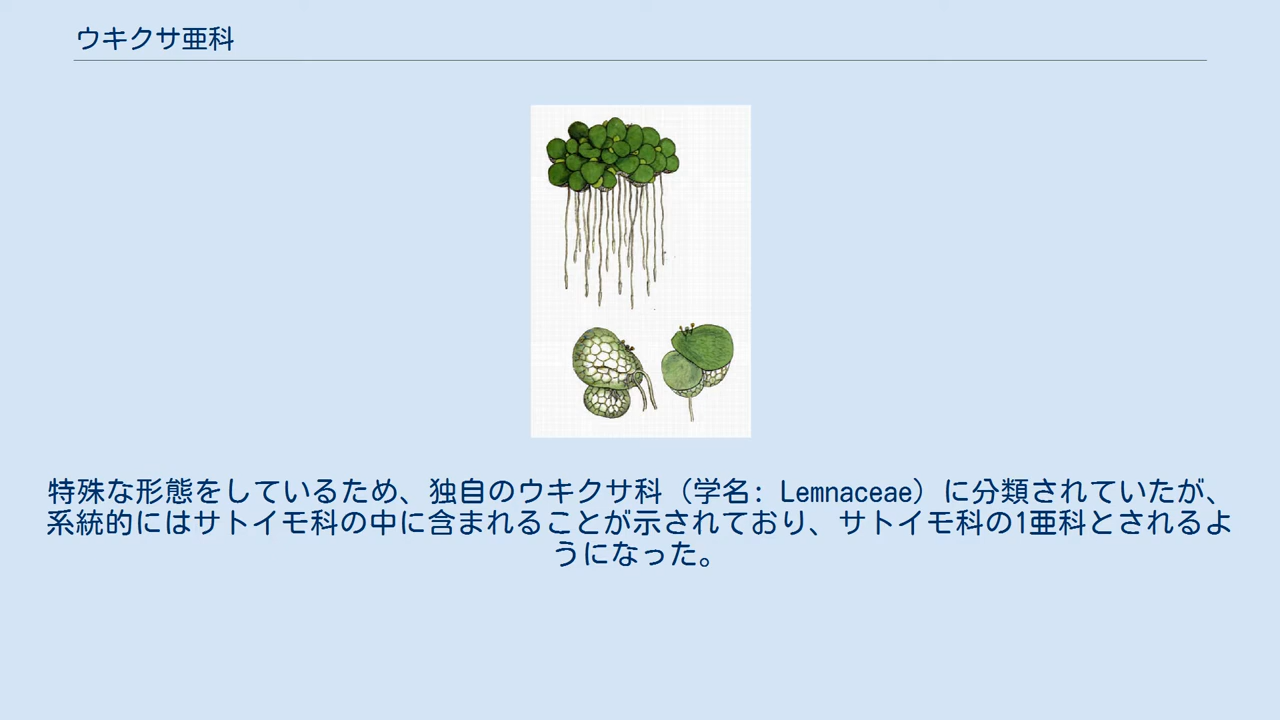 ウキクサ亜科
特殊な形態をしているため、独自のウキクサ科（学名: Lemnaceae）に分類されていたが、
系統的にはサトイモ科の中に含まれることが示されており、サトイモ科の1亜科とされるよ
うになった。